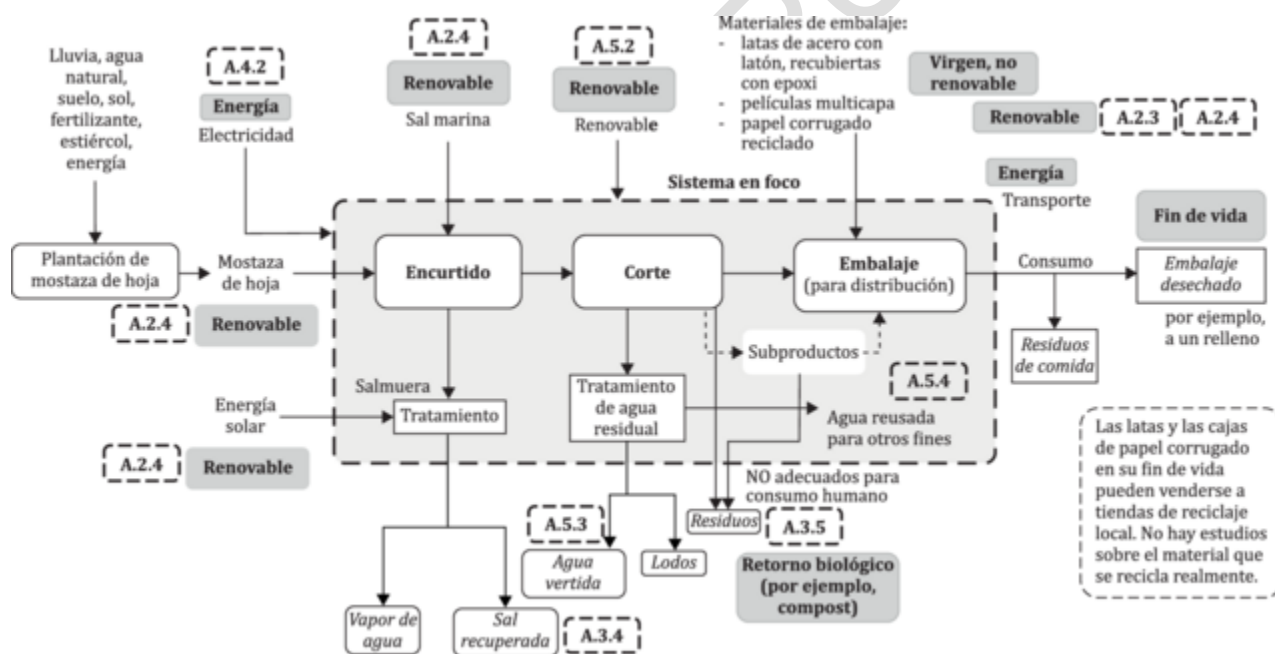 Lluvia, agua
natural,
suelo, sol,
fertilizante,
estiércol,
energía
A.4.2
Energía
Electricidad
A.2.4
Renovable
Sal marina
A.5.2
Renovable
Renovable
Materiales de embalaje:
- latas de acero con
latón, recubiertas
con epoxi
- películas multicapa
- papel corrugado
reciclado
Virgen, no
renovable
Renovable
A.2.3
A.2.4
Energía
Transporte
Fin de vida
Sistema en foco
Plantación de
mostaza de hoja
Mostaza
de hoja
A.2.4
Renovable
Encurtido
Corte
Embalaje
(para distribución)
Consumo
Embalaje
desechado
por ejemplo,
a un relleno
Residuos
de comida
Subproductos
A.5.4
Salmuera
Energía
solar
Tratamiento
A.2.4
Renovable
Tratamiento
de agua
residual
Agua reusada
para otros fines
NO adecuados para
consumo humano
Residuos
A.3.5
Retorno biológico
(por ejemplo,
compost)
A.5.3
Agua
vertida
Lodos
Vapor de
agua
Sal
recuperada
A.3.4
Las latas y las cajas
de papel corrugado
en su fin de vida
pueden venderse a
tiendas de reciclaje
local. No hay estudios
sobre el material que
se recicla realmente.